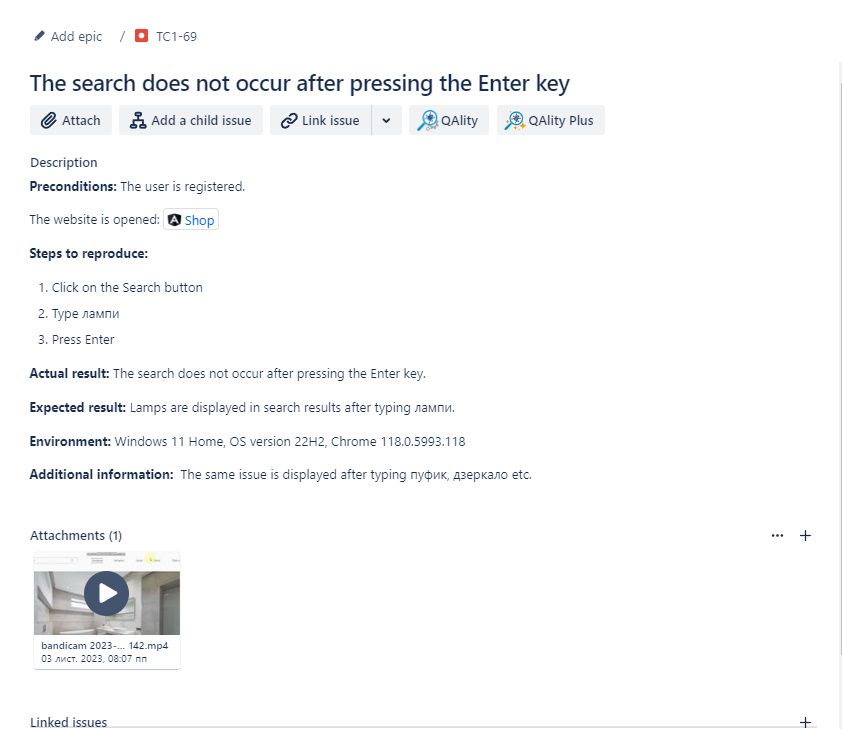 Add epic / TC1-69
The search does not occur after pressing the Enter key
Attach Add a child issue Link issue QAlity QAlity Plus
Description
Preconditions: The user is registered.
The website is opened: Shop
Steps to reproduce:
1. Click on the Search button
2. Type лампи
3. Press Enter
Actual result: The search does not occur after pressing the Enter key.
Expected result: Lamps are displayed in search results after typing лампи.
Environment: Windows 11 Home, OS version 22H2, Chrome 118.0.5993.118
Additional information: The same issue is displayed after typing пуфик, дзеркало etc.
Attachments (1)
bandicam 2023-... 142.mp4
03 лист. 2023, 08:07 пп
Linked issues